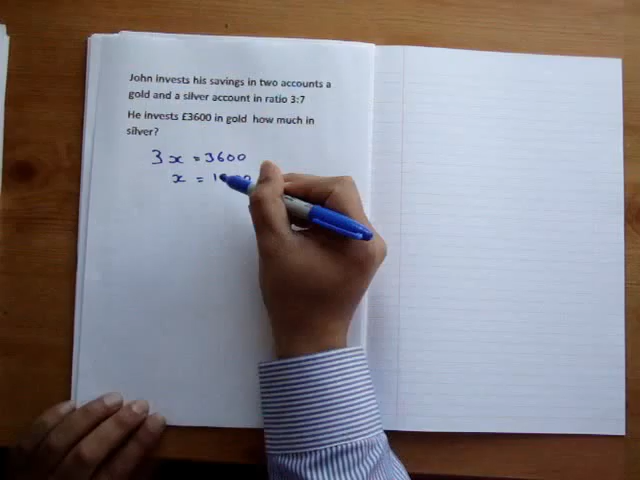 John invests his savings in two accounts a
gold and a silver account in ratio 3:7
He invests £3600 in gold how much in
silver?
3x = 3600
x =